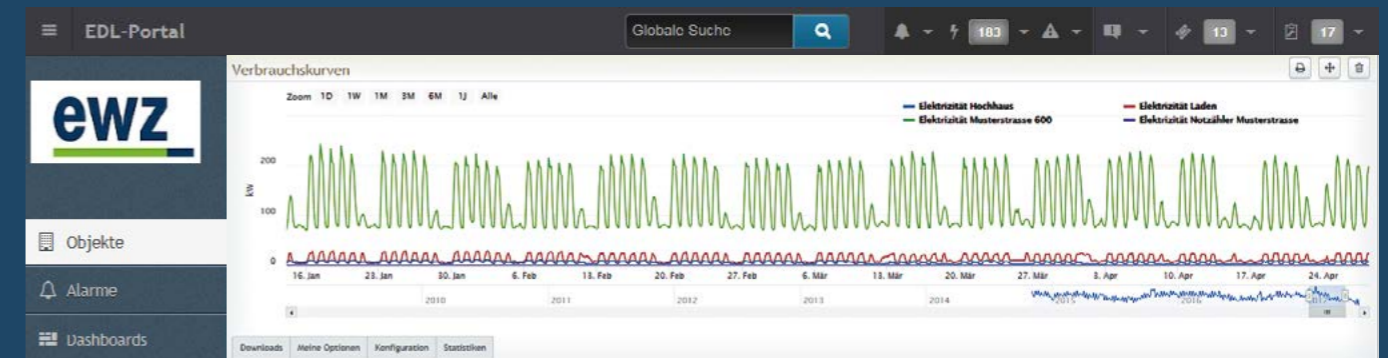 EDL-Portal
Globale Suche
183
13
17
ewz
Objekte
Alarme
Dashboards
Verbrauchskurven
Zoom 1D 1W 1M 3M 6M 1J Alle
Elektrizität Hochhaus
Elektrizität Laden
Elektrizität Musterstrasse 600
Elektrizität Notzähler Musterstrasse
kW
200
100
0
16. Jan 23. Jan 30. Jan 6. Feb 13. Feb 20. Feb 27. Feb 6. Mär 13. Mär 20. Mär 27. Mär 3. Apr 10. Apr 17. Apr 24. Apr
2010 2011 2012 2013 2014 2015 2016
Downloads Meine Optionen Konfiguration Statistiken